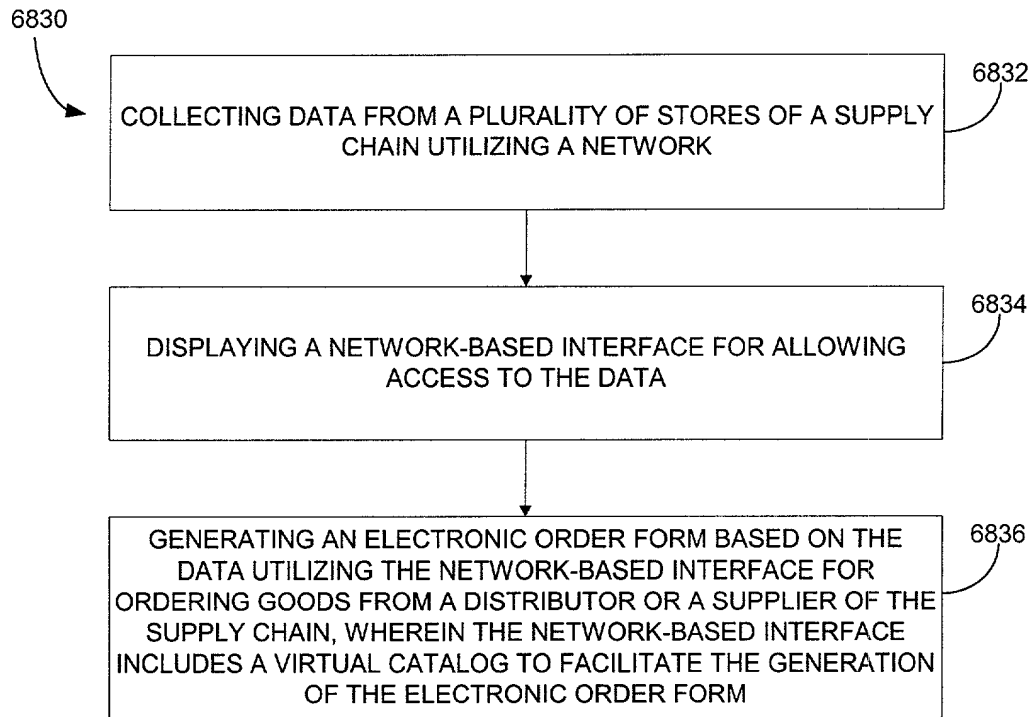 6830
6832
COLLECTING DATA FROM A PLURALITY OF STORES OF A SUPPLY
CHAIN UTILIZING A NETWORK
6834
DISPLAYING A NETWORK-BASED INTERFACE FOR ALLOWING
ACCESS TO THE DATA
6836
GENERATING AN ELECTRONIC ORDER FORM BASED ON THE
DATA UTILIZING THE NETWORK-BASED INTERFACE FOR
ORDERING GOODS FROM A DISTRIBUTOR OR A SUPPLIER OF THE
SUPPLY CHAIN, WHEREIN THE NETWORK-BASED INTERFACE
INCLUDES A VIRTUAL CATALOG TO FACILITATE THE GENERATION
OF THE ELECTRONIC ORDER FORM